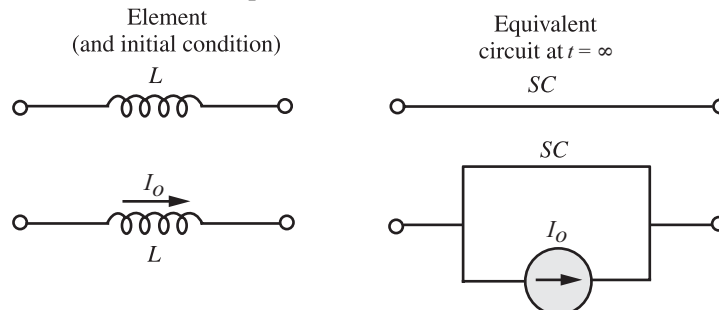 Element
(and initial condition)
Equivalent
circuit at t = ∞
L
SC
I_o
L
SC
I_o